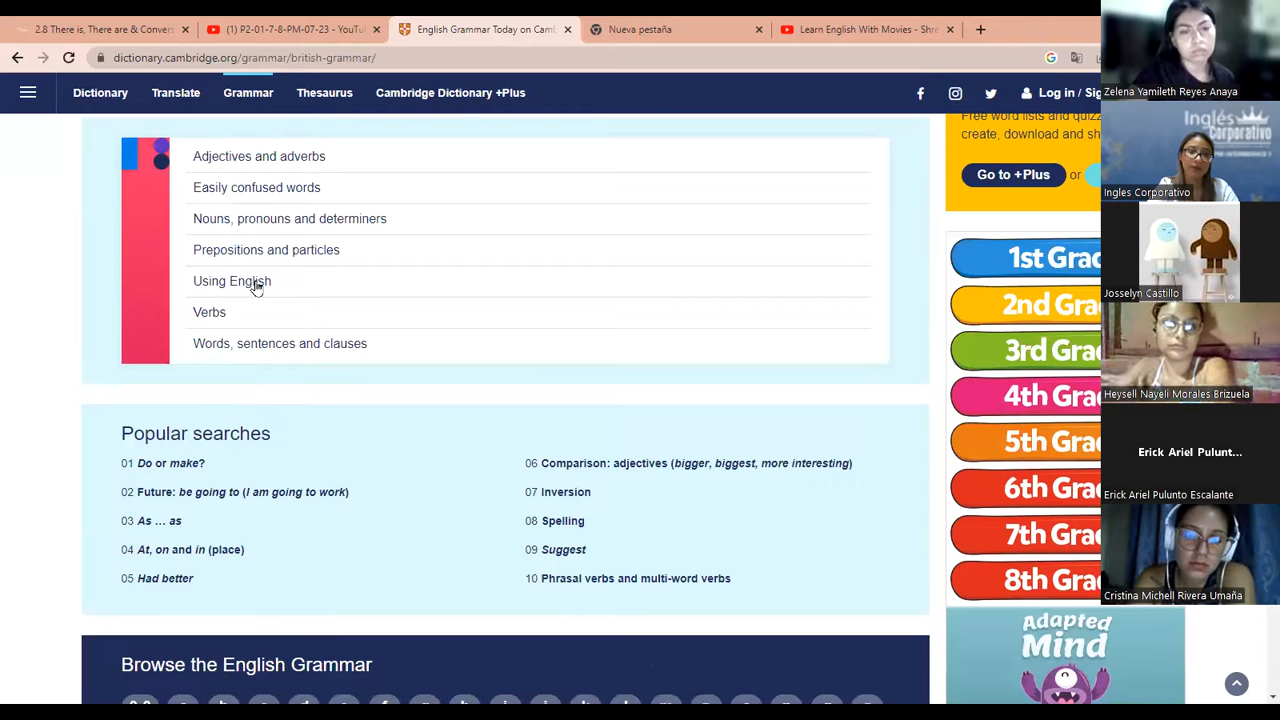 2.8 There is, There are & Convers
(1) P2-01-7-8-PM-07-23 - YouTu
English Grammar Today on Camb
Nueva pestaña
Learn English With Movies - Shre
dictionary.cambridge.org/grammar/british-grammar/
Dictionary
Translate
Grammar
Thesaurus
Cambridge Dictionary +Plus
Log in / Sig
Adjectives and adverbs
Easily confused words
Nouns, pronouns and determiners
Prepositions and particles
Using English
Verbs
Words, sentences and clauses
Free word lists and quizz
create, download and sh
Go to +Plus or
Popular searches
01 Do or make?
02 Future: be going to (I am going to work)
03 As … as
04 At, on and in (place)
05 Had better
06 Comparison: adjectives (bigger, biggest, more interesting)
07 Inversion
08 Spelling
09 Suggest
10 Phrasal verbs and multi-word verbs
Browse the English Grammar
1st Grad
2nd Grad
3rd Grad
4th Grad
5th Grad
6th Grad
7th Grad
8th Grad
Adapted
Mind
Zelena Yamileth Reyes Anaya
Inglés
Corporativo
Ingles Corporativo
Josselyn Castillo
Heysell Nayeli Morales Brizuela
Erick Ariel Pulunt...
Erick Ariel Pulunto Escalante
Cristina Michell Rivera Umaña